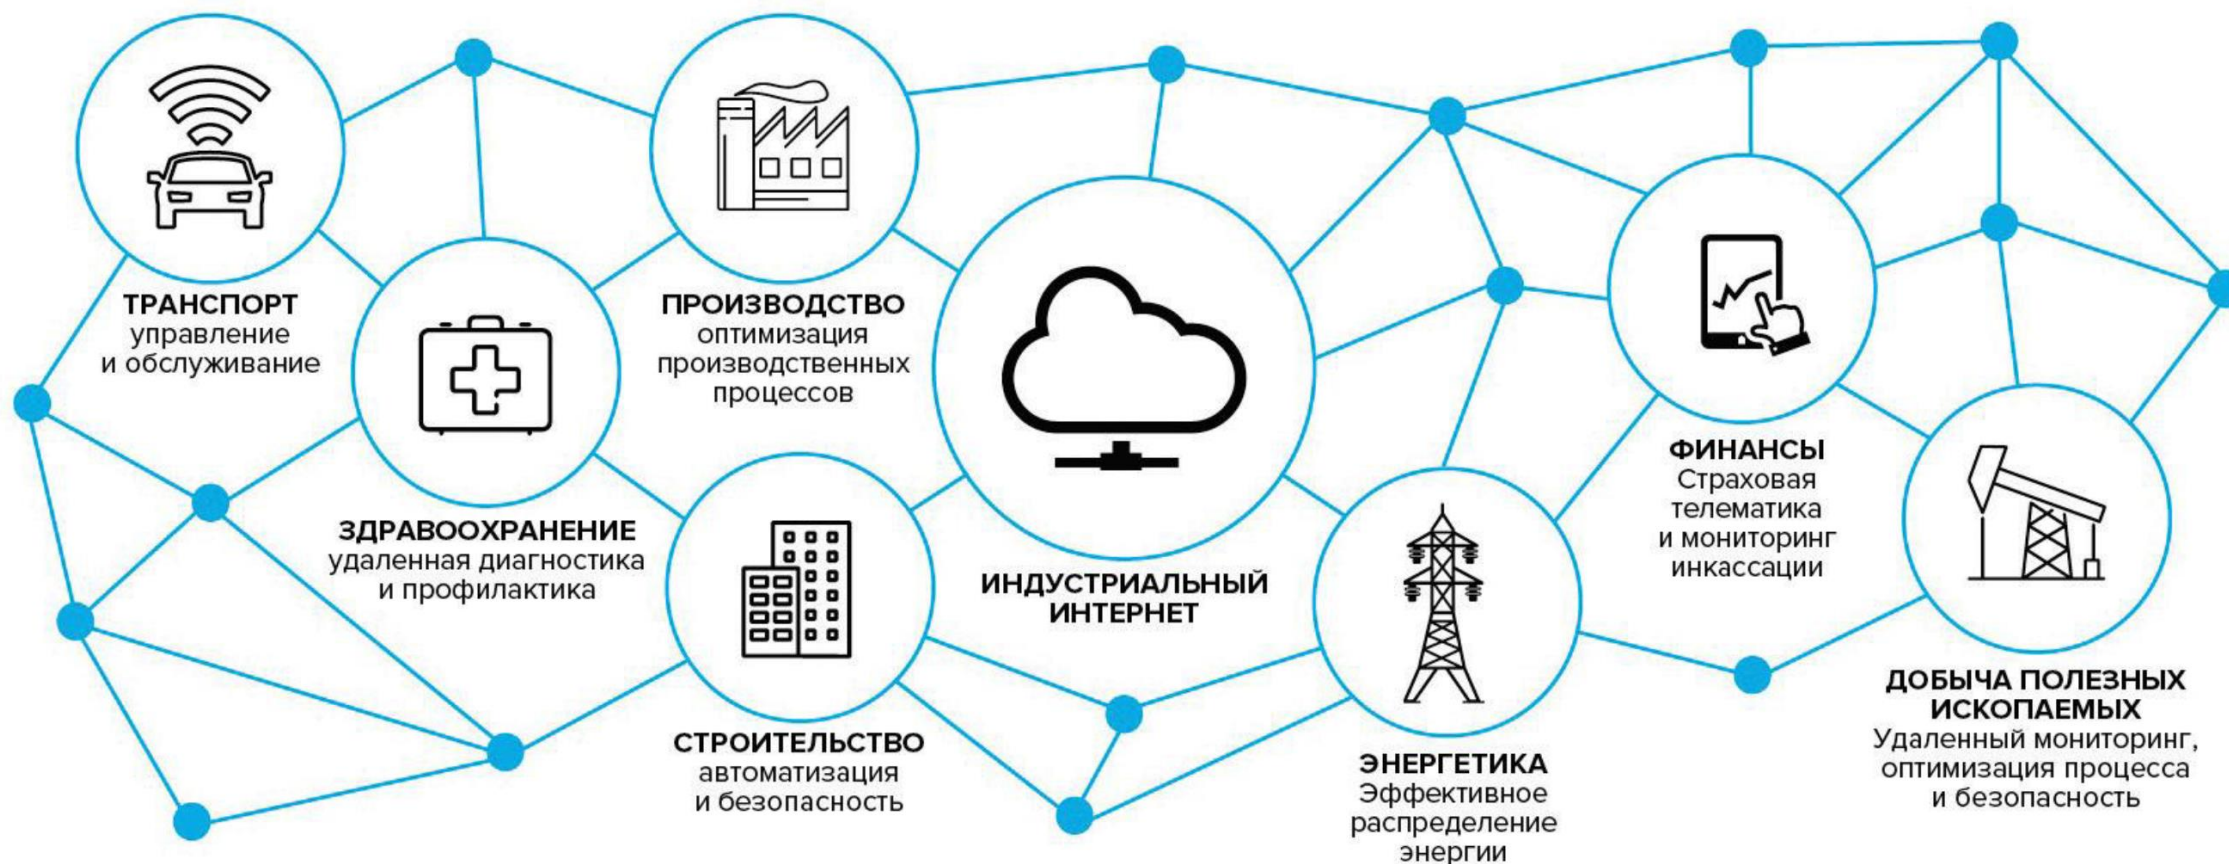 ТРАНСПОРТ
управление
и обслуживание
ЗДРАВООХРАНЕНИЕ
удаленная диагностика
и профилактика
ПРОИЗВОДСТВО
оптимизация
производственных
процессов
СТРОИТЕЛЬСТВО
автоматизация
и безопасность
ИНДУСТРИАЛЬНЫЙ
ИНТЕРНЕТ
ЭНЕРГЕТИКА
Эффективное
распределение
энергии
ФИНАНСЫ
Страховая
телематика
и мониторинг
инкассации
ДОБЫЧА ПОЛЕЗНЫХ
ИСКОПАЕМЫХ
Удаленный мониторинг,
оптимизация процесса
и безопасность